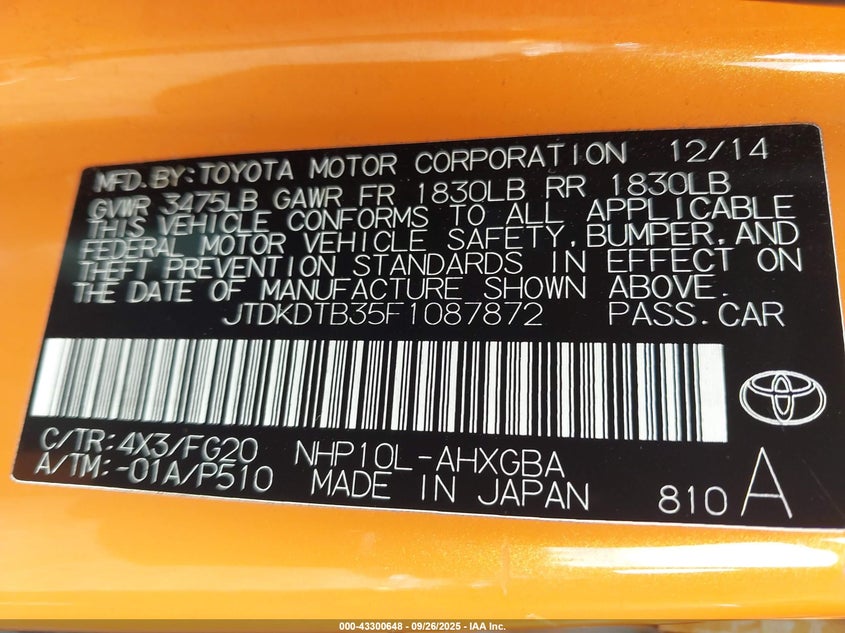 MFD.BY:TOYOTA MOTOR CORPORATION 12/14
GVWR 3475LB GAWR FR 1830LB RR 1830LB
THIS VEHICLE CONFORMS TO ALL APPLICABLE
FEDERAL MOTOR VEHICLE SAFETY,BUMPER,AND
THEFT PREVENTION STANDARDS IN EFFECT ON
THE DATE OF MANUFACTURE SHOWN ABOVE.
JTDKDTB35F1087872 PASS.CAR
C/TR:4X3/FG20 NHP10L-AHXGBA
A/TM:-01A/P510 MADE IN JAPAN 810 A
000-43300648 - 09/26/2025 - IAA Inc.